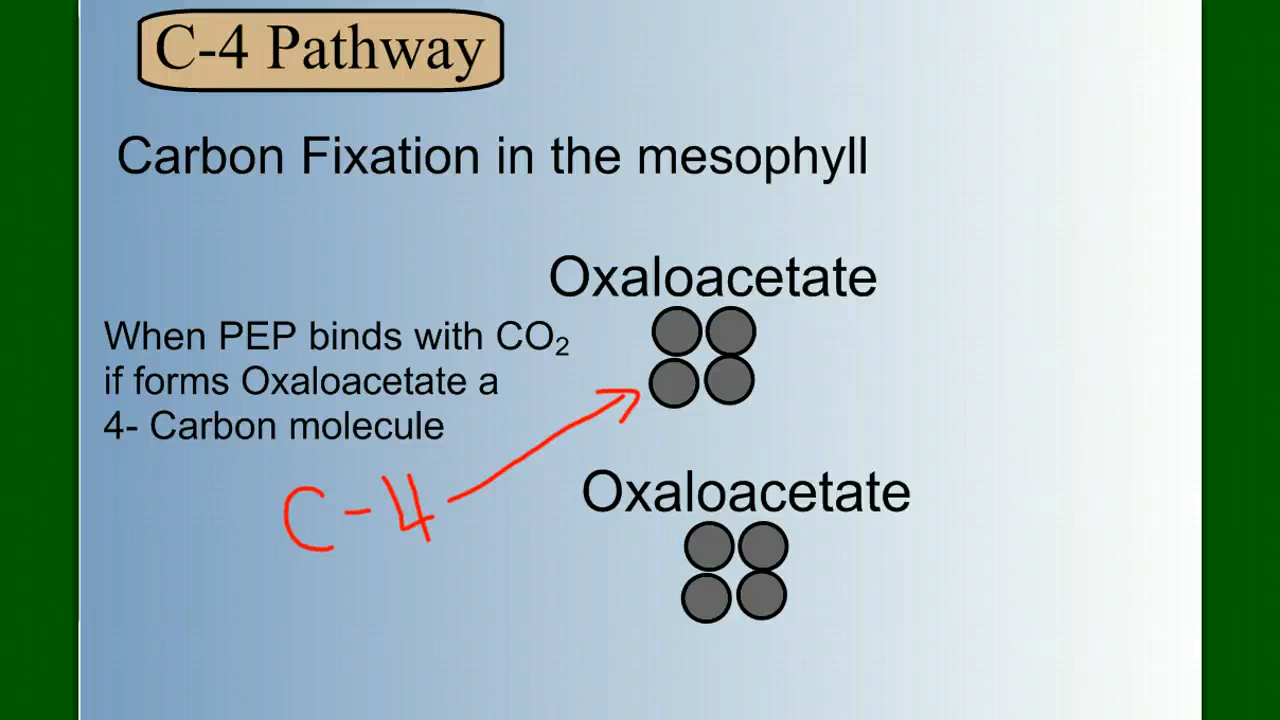 C-4 Pathway
Carbon Fixation in the mesophyll
Oxaloacetate
When PEP binds with CO₂
if forms Oxaloacetate a
4- Carbon molecule
C-4
Oxaloacetate